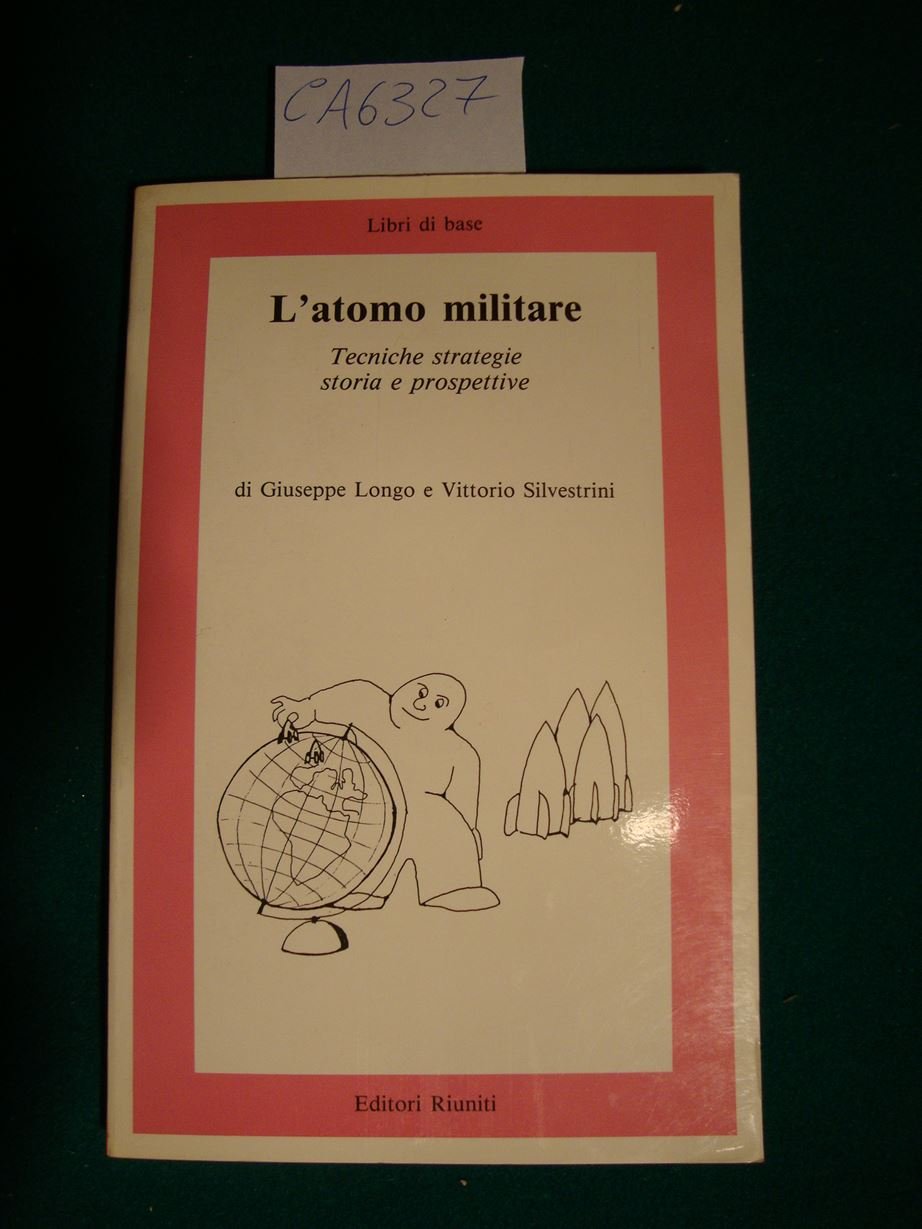 CA6327
Libri di base
L'atomo militare
Tecniche strategie
storia e prospettive
di Giuseppe Longo e Vittorio Silvestrini
Editori Riuniti